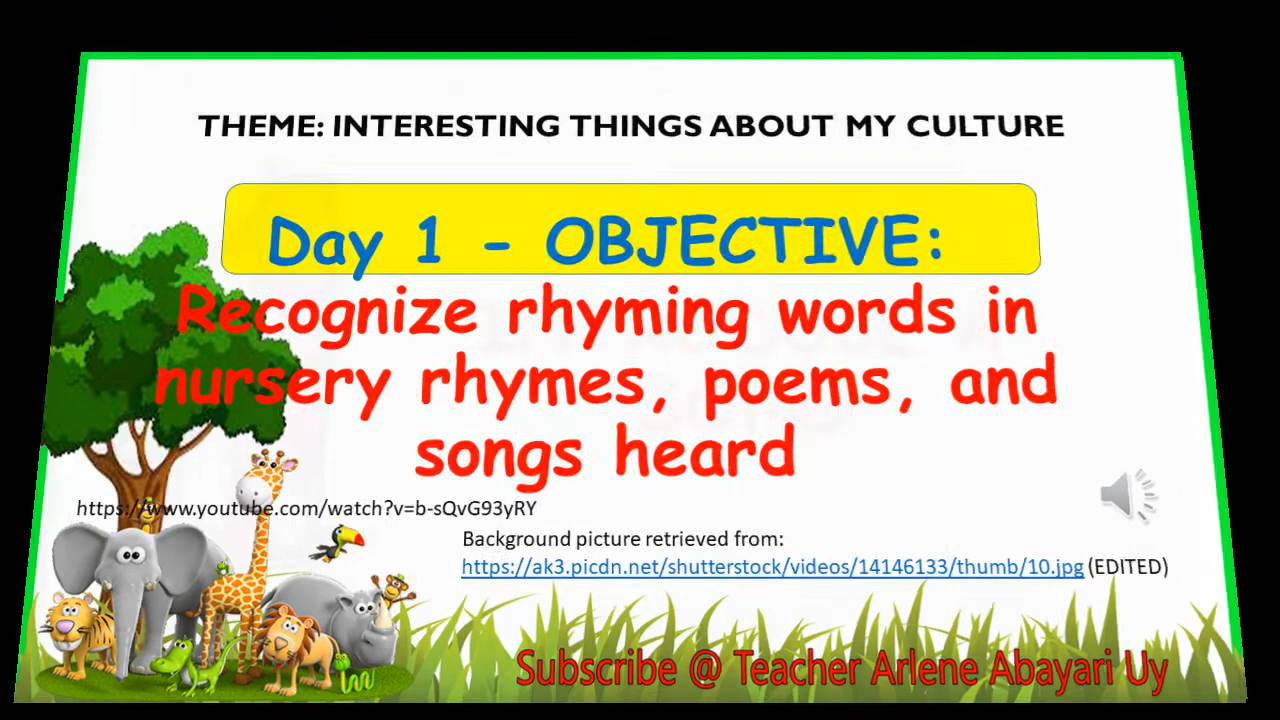 THEME: INTERESTING THINGS ABOUT MY CULTURE
Day 1 - OBJECTIVE:
Recognize rhyming words in
nursery rhymes, poems, and
songs heard
https://www.youtube.com/watch?v=b-sQvG93yRY
Background picture retrieved from:
https://ak3.picdn.net/shutterstock/videos/14146133/thumb/10.jpg (EDITED)
Subscribe @ Teacher Arlene Abayari Uy